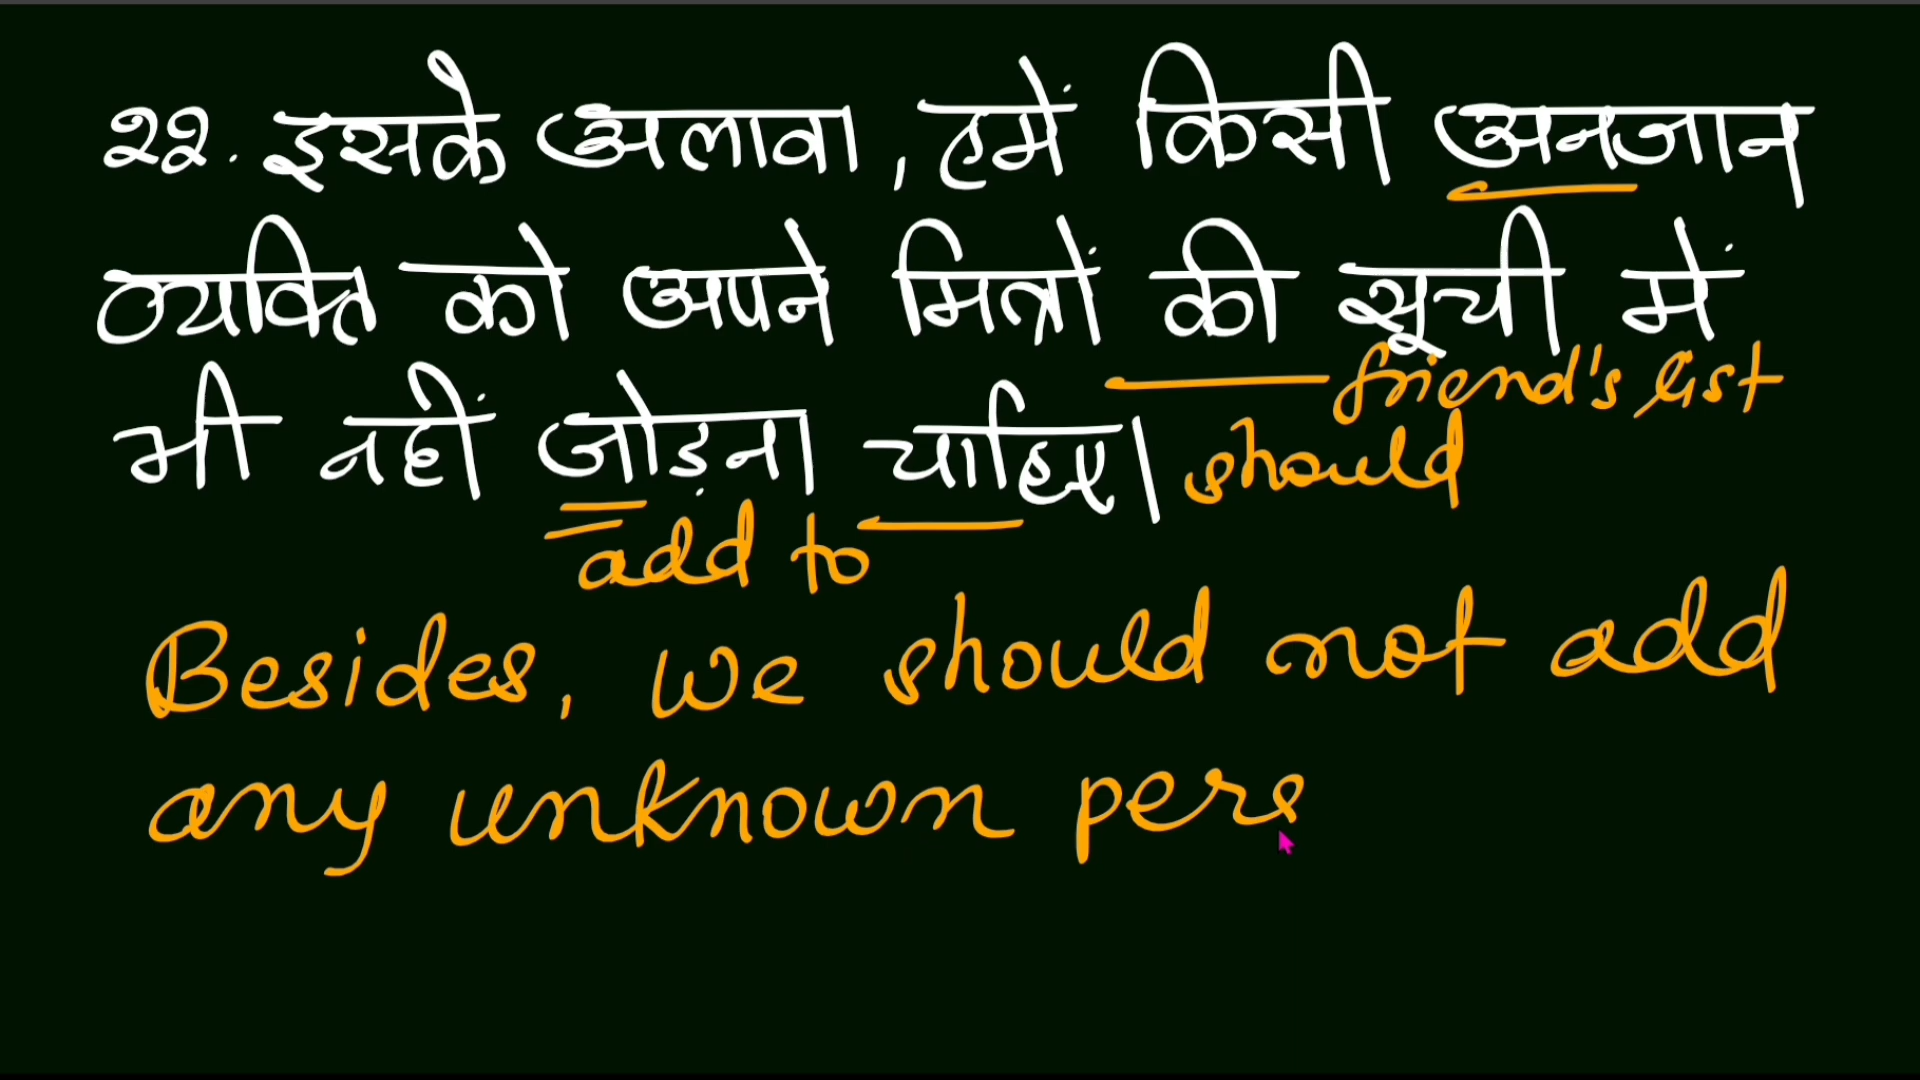 २२. इसके अलावा, हमें किसी अनजान
व्यक्ति को अपने मित्रों की सूची में
friend's list
भी नहीं जोड़ना चाहिए। should
add to
Besides, we should not add
any unknown pers